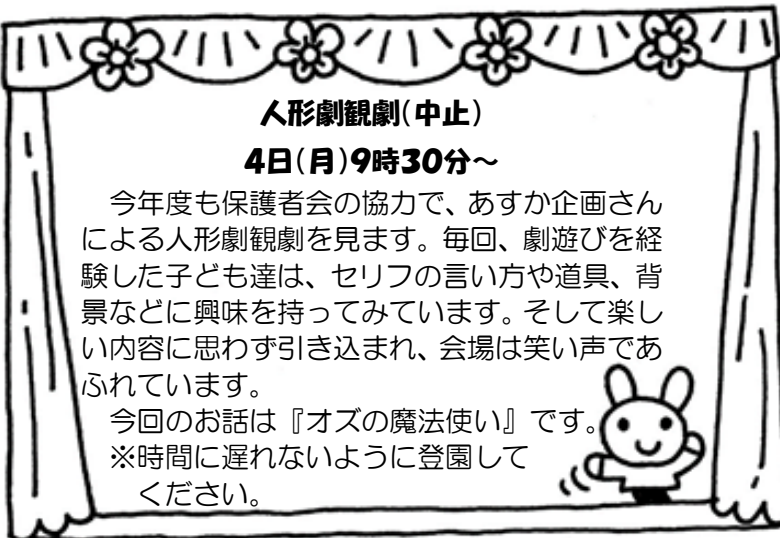 人形劇観劇(中止)
4日(月)9時30分～
今年度も保護者会の協力で、あすか企画さん
による人形劇観劇を見ます。毎回、劇遊びを経
験した子ども達は、セリフの言い方や道具、背
景などに興味を持ってみています。そして楽し
い内容に思わず引き込まれ、会場は笑い声であ
ふれています。
今回のお話は『オズの魔法使い』です。
※時間に遅れないように登園して
ください。